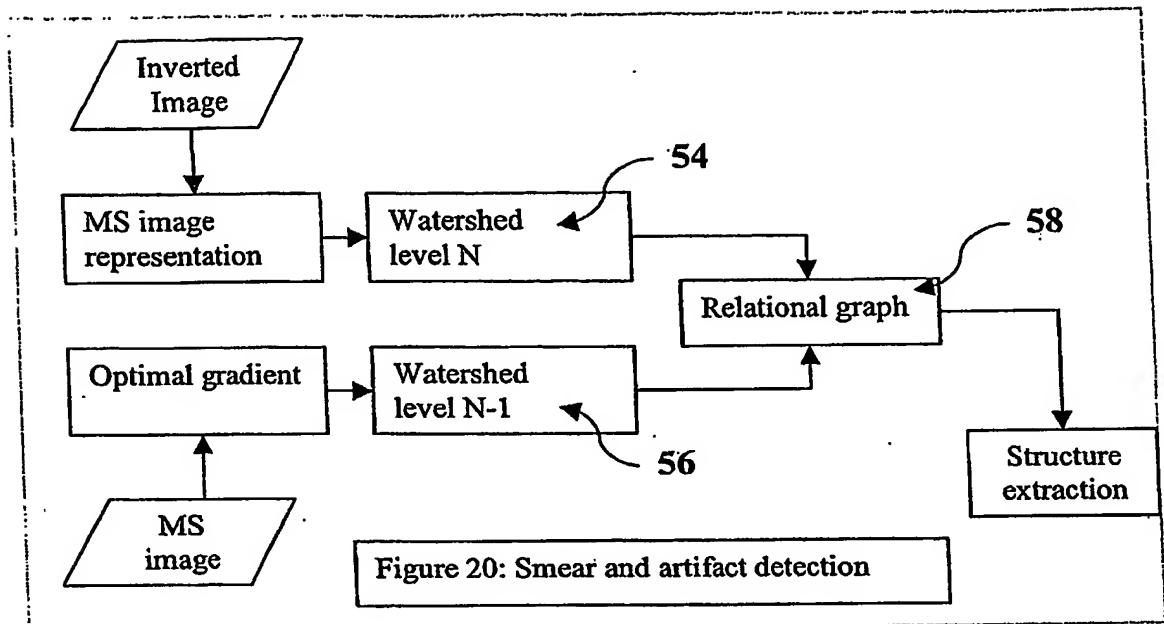 Inverted
Image
54
MS image
representation
Watershed
level N
58
Relational graph
Optimal gradient
Watershed
level N-1
56
Structure
extraction
MS
image
Figure 20: Smear and artifact detection